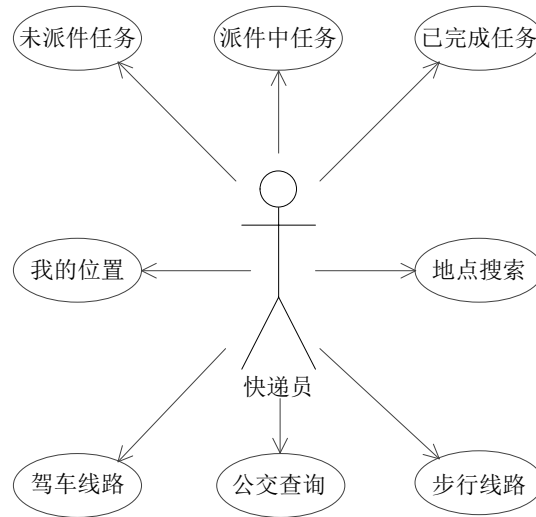 未派件任务
派件中任务
已完成任务
我的位置
地点搜索
快递员
驾车线路
公交查询
步行线路